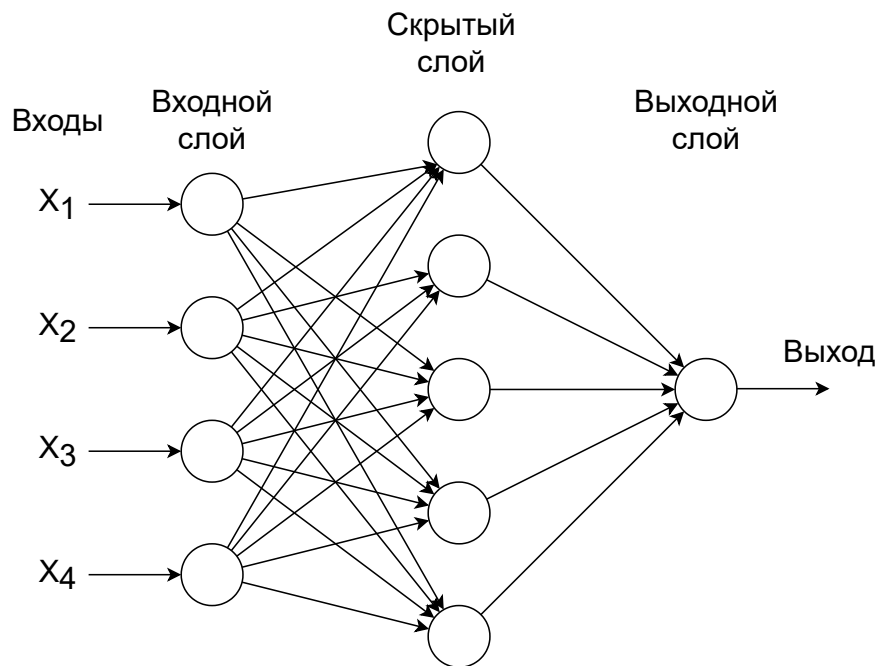 Скрытый
слой
Входной
слой
Выходной
слой
Входы
X1
X2
X3
X4
Выход